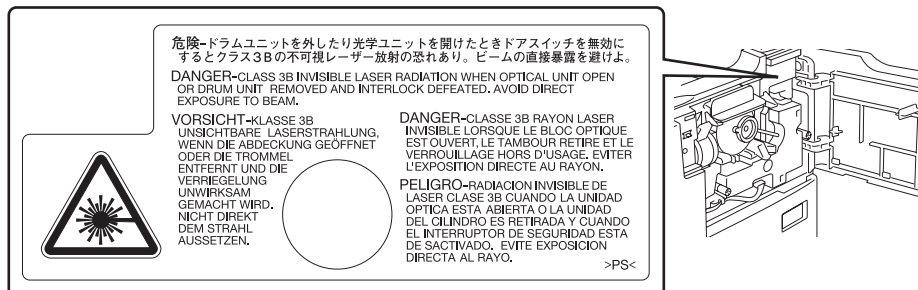 危険-ドラムユニットを外したり光学ユニットを開けたときドアスイッチを無効に
するとクラス3Bの不可視レーザー放射の恐れあり。ビームの直接暴露を避けよ。
DANGER-CLASS 3B INVISIBLE LASER RADIATION WHEN OPTICAL UNIT OPEN
OR DRUM UNIT REMOVED AND INTERLOCK DEFEATED. AVOID DIRECT
EXPOSURE TO BEAM.
VORSICHT-KLASSE 3B
UNSICHTBARE LASERSTRAHLUNG,
WENN DIE ABDECKUNG GEÖFFNET
ODER DIE TROMMEL
ENTFERNT UND DIE
VERRIEGELUNG
UNWIRKSAM
GEMACHT WIRD.
NICHT DIREKT
DEM STRAHL
AUSSETZEN.
DANGER-CLASSE 3B RAYON LASER
INVISIBLE LORSQUE LE BLOC OPTIQUE
EST OUVERT, LE TAMBOUR RETIRE ET LE
VERROUILLAGE HORS D'USAGE. EVITER
L'EXPOSITION DIRECTE AU RAYON.
PELIGRO-RADIACION INVISIBLE DE
LASER CLASE 3B CUANDO LA UNIDAD
OPTICA ESTA ABIERTA O LA UNIDAD
DEL CILINDRO ES RETIRADA Y CUANDO
EL INTERRUPTOR DE SEGURIDAD ESTA
DE SACTIVADO. EVITE EXPOSICION
DIRECTA AL RAYO.
>PS<